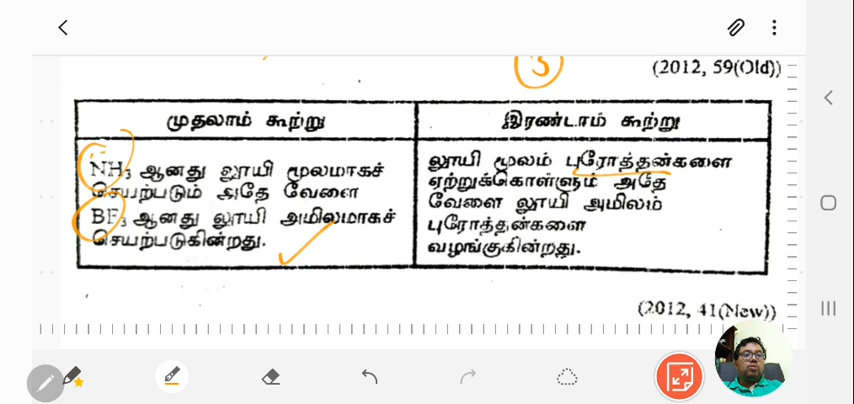 3
(2012, 59(Old))
முதலாம் கூற்று
இரண்டாம் கூற்று
NH₃ ஆனது லூயி மூலமாகச்
செயற்படும் அதே வேளை
BF₃ ஆனது லூயி அமிலமாகச்
செயற்படுகின்றது.
லூயி மூலம் புரோத்தன்களை
ஏற்றுக்கொள்ளும் அதே
வேளை லூயி அமிலம்
புரோத்தன்களை
வழங்குகின்றது.
(2012, 41(New))